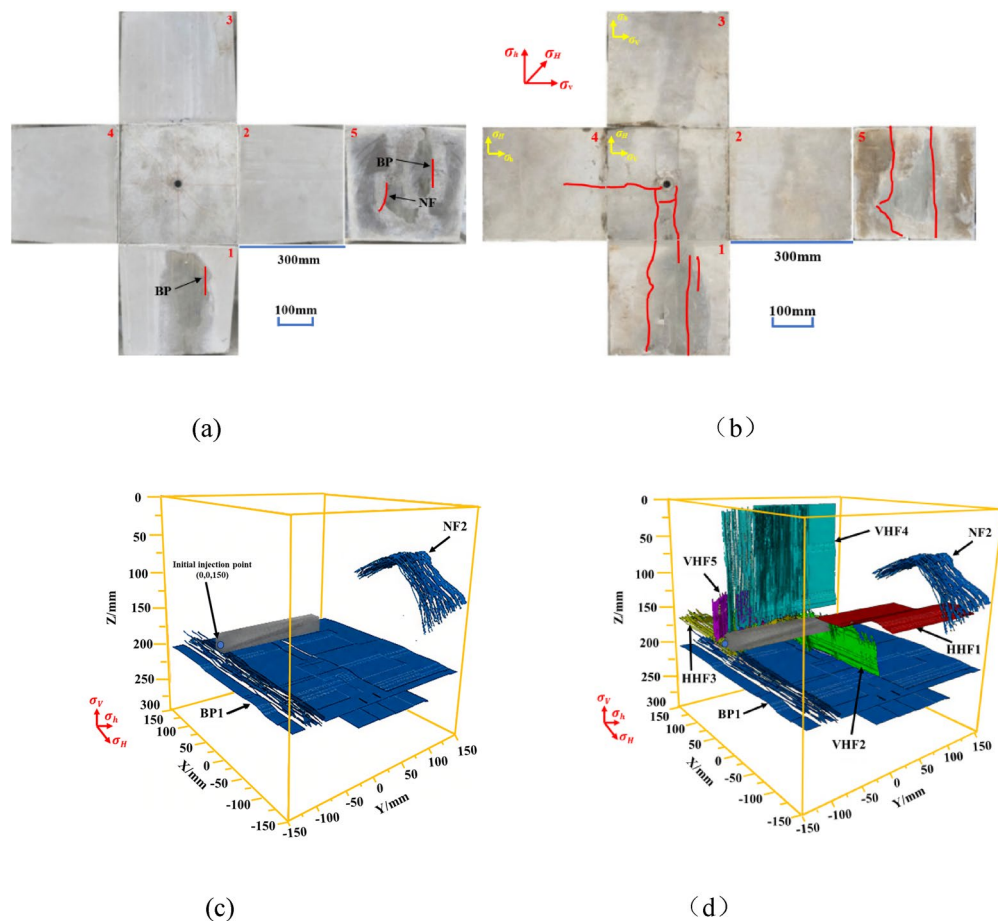 3
4
2
5
BP
NF
1
BP
300mm
100mm
(a)
σh
σH
σv
σh
σv
3
σH
σh
4
σH
σv
2
5
1
300mm
100mm
(b)
0
50
100
150
200
250
300
Z/mm
Initial injection point
(0,0,150)
NF2
BP1
σV
σh
σH
150
100
50
0
-50
-100
-150
X/mm
-150
-100
-50
0
50
100
150
Y/mm
(c)
0
50
100
150
200
250
300
Z/mm
VHF4
VHF5
NF2
HHF1
HHF3
BP1
VHF2
σV
σh
σH
150
100
50
0
-50
-100
-150
X/mm
-150
-100
-50
0
50
100
150
Y/mm
(d)